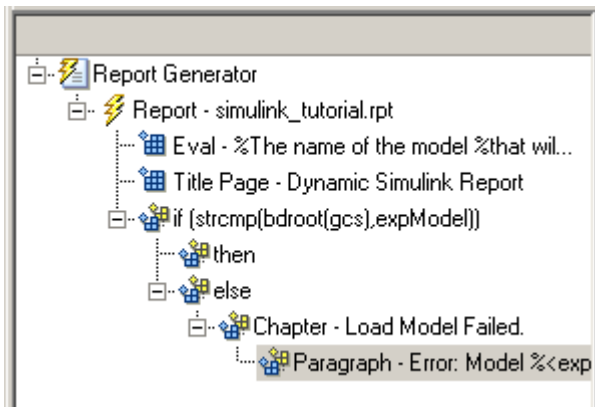 Report Generator
Report - simulink_tutorial.rpt
Eval - %The name of the model %that wil...
Title Page - Dynamic Simulink Report
if (strcmp(bdroot(gcs),expModel))
then
else
Chapter - Load Model Failed.
Paragraph - Error: Model %<exp